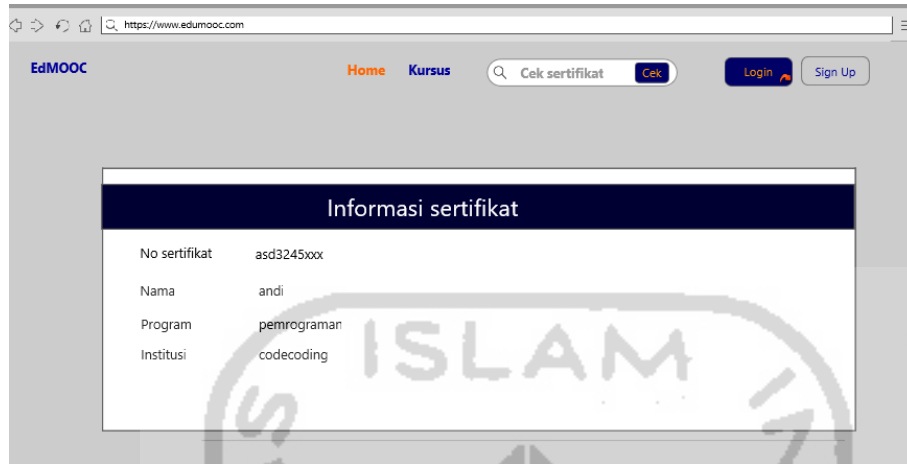 https://www.edumooc.com
EdMOOC Home Kursus Cek sertifikat Cek Login Sign Up
Informasi sertifikat
No sertifikat asd3245xxx
Nama andi
Program pemrograman
Institusi codecoding
ISLAM